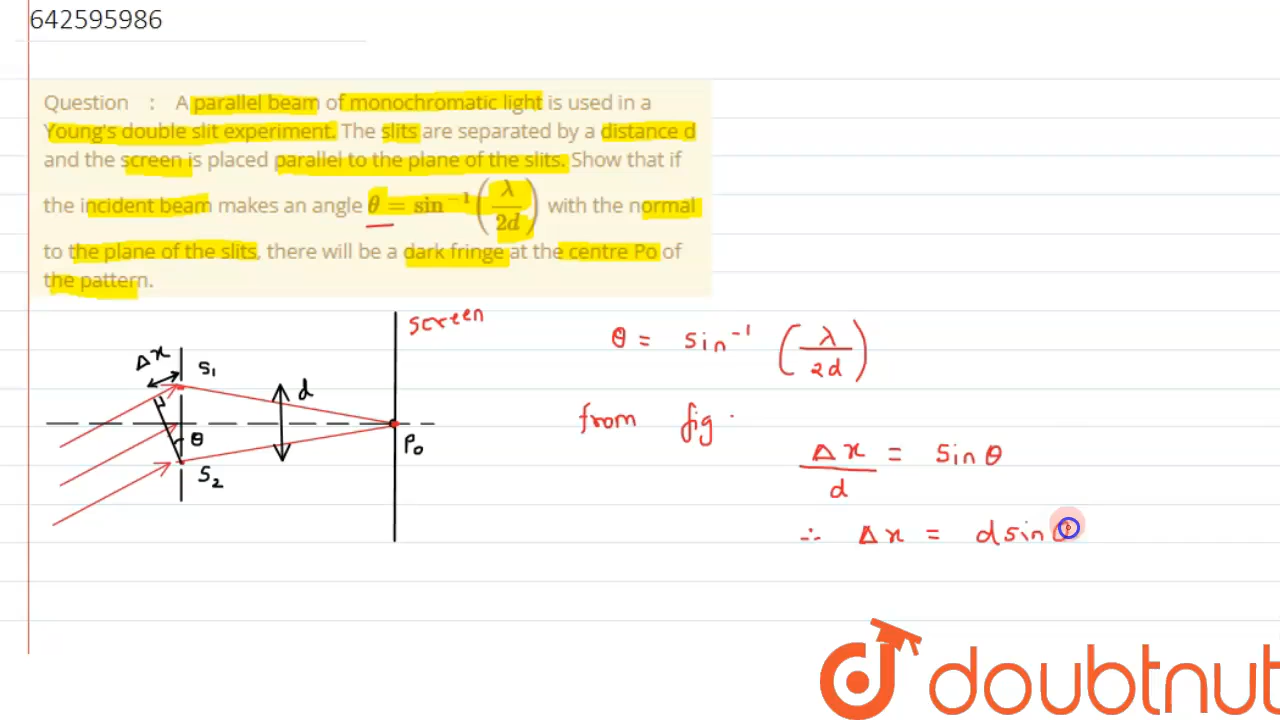 642595986
Question : A parallel beam of monochromatic light is used in a
Young's double slit experiment. The slits are separated by a distance d
and the screen is placed parallel to the plane of the slits. Show that if
the incident beam makes an angle θ = sin⁻¹(λ/2d) with the normal
to the plane of the slits, there will be a dark fringe at the centre Po of
the pattern.
screen
Δx
S₁
d
θ
P₀
S₂
θ = sin⁻¹ (λ/2d)
from fig.
Δx/d = sinθ
∴ Δx = d sinθ
doubtnut